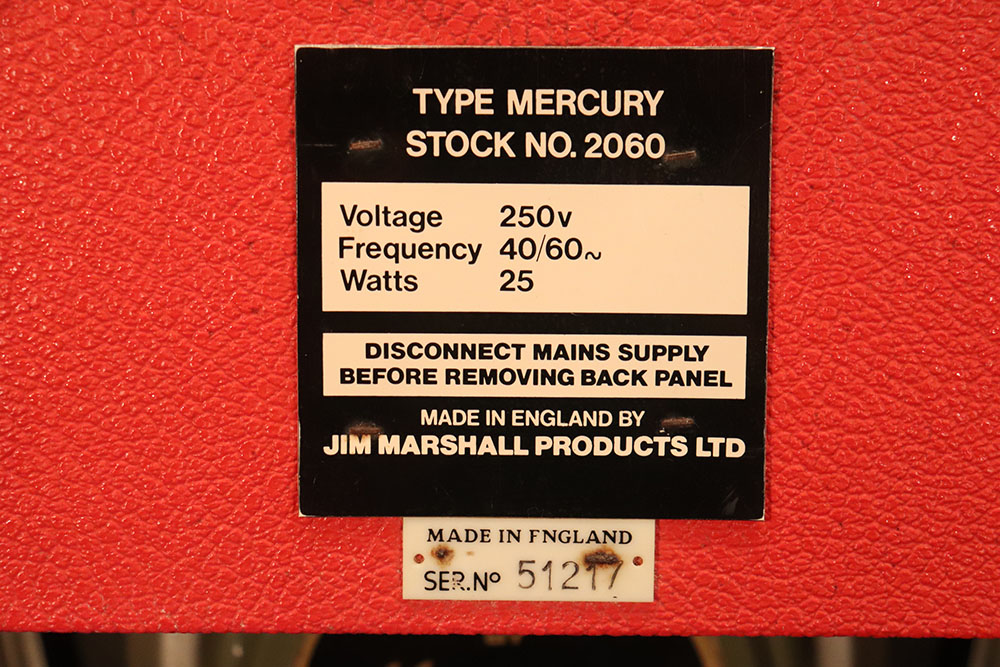 TYPE MERCURY
STOCK NO. 2060
Voltage 250v
Frequency 40/60~
Watts 25
DISCONNECT MAINS SUPPLY
BEFORE REMOVING BACK PANEL
MADE IN ENGLAND BY
JIM MARSHALL PRODUCTS LTD
MADE IN FNGLAND
SER.Nº 51217